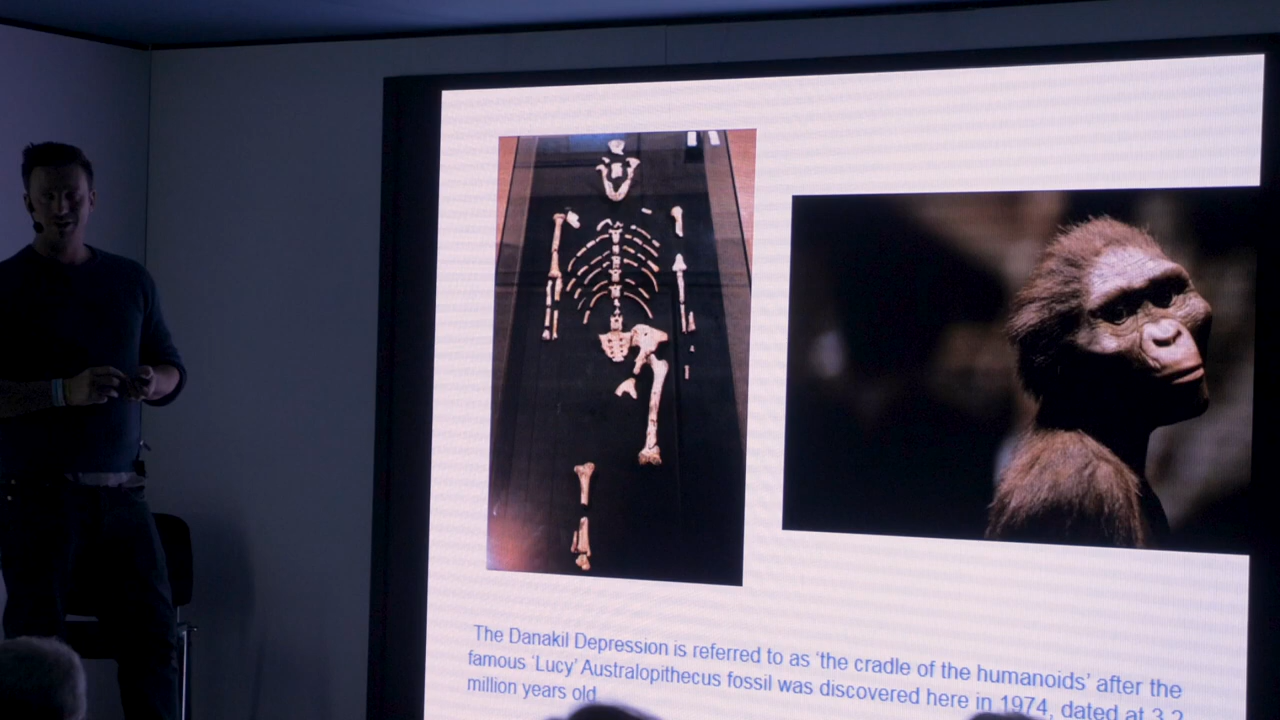 The Danakil Depression is referred to as ‘the cradle of the humanoids’ after the
famous ‘Lucy’ Australopithecus fossil was discovered here in 1974, dated at 3.2
million years old